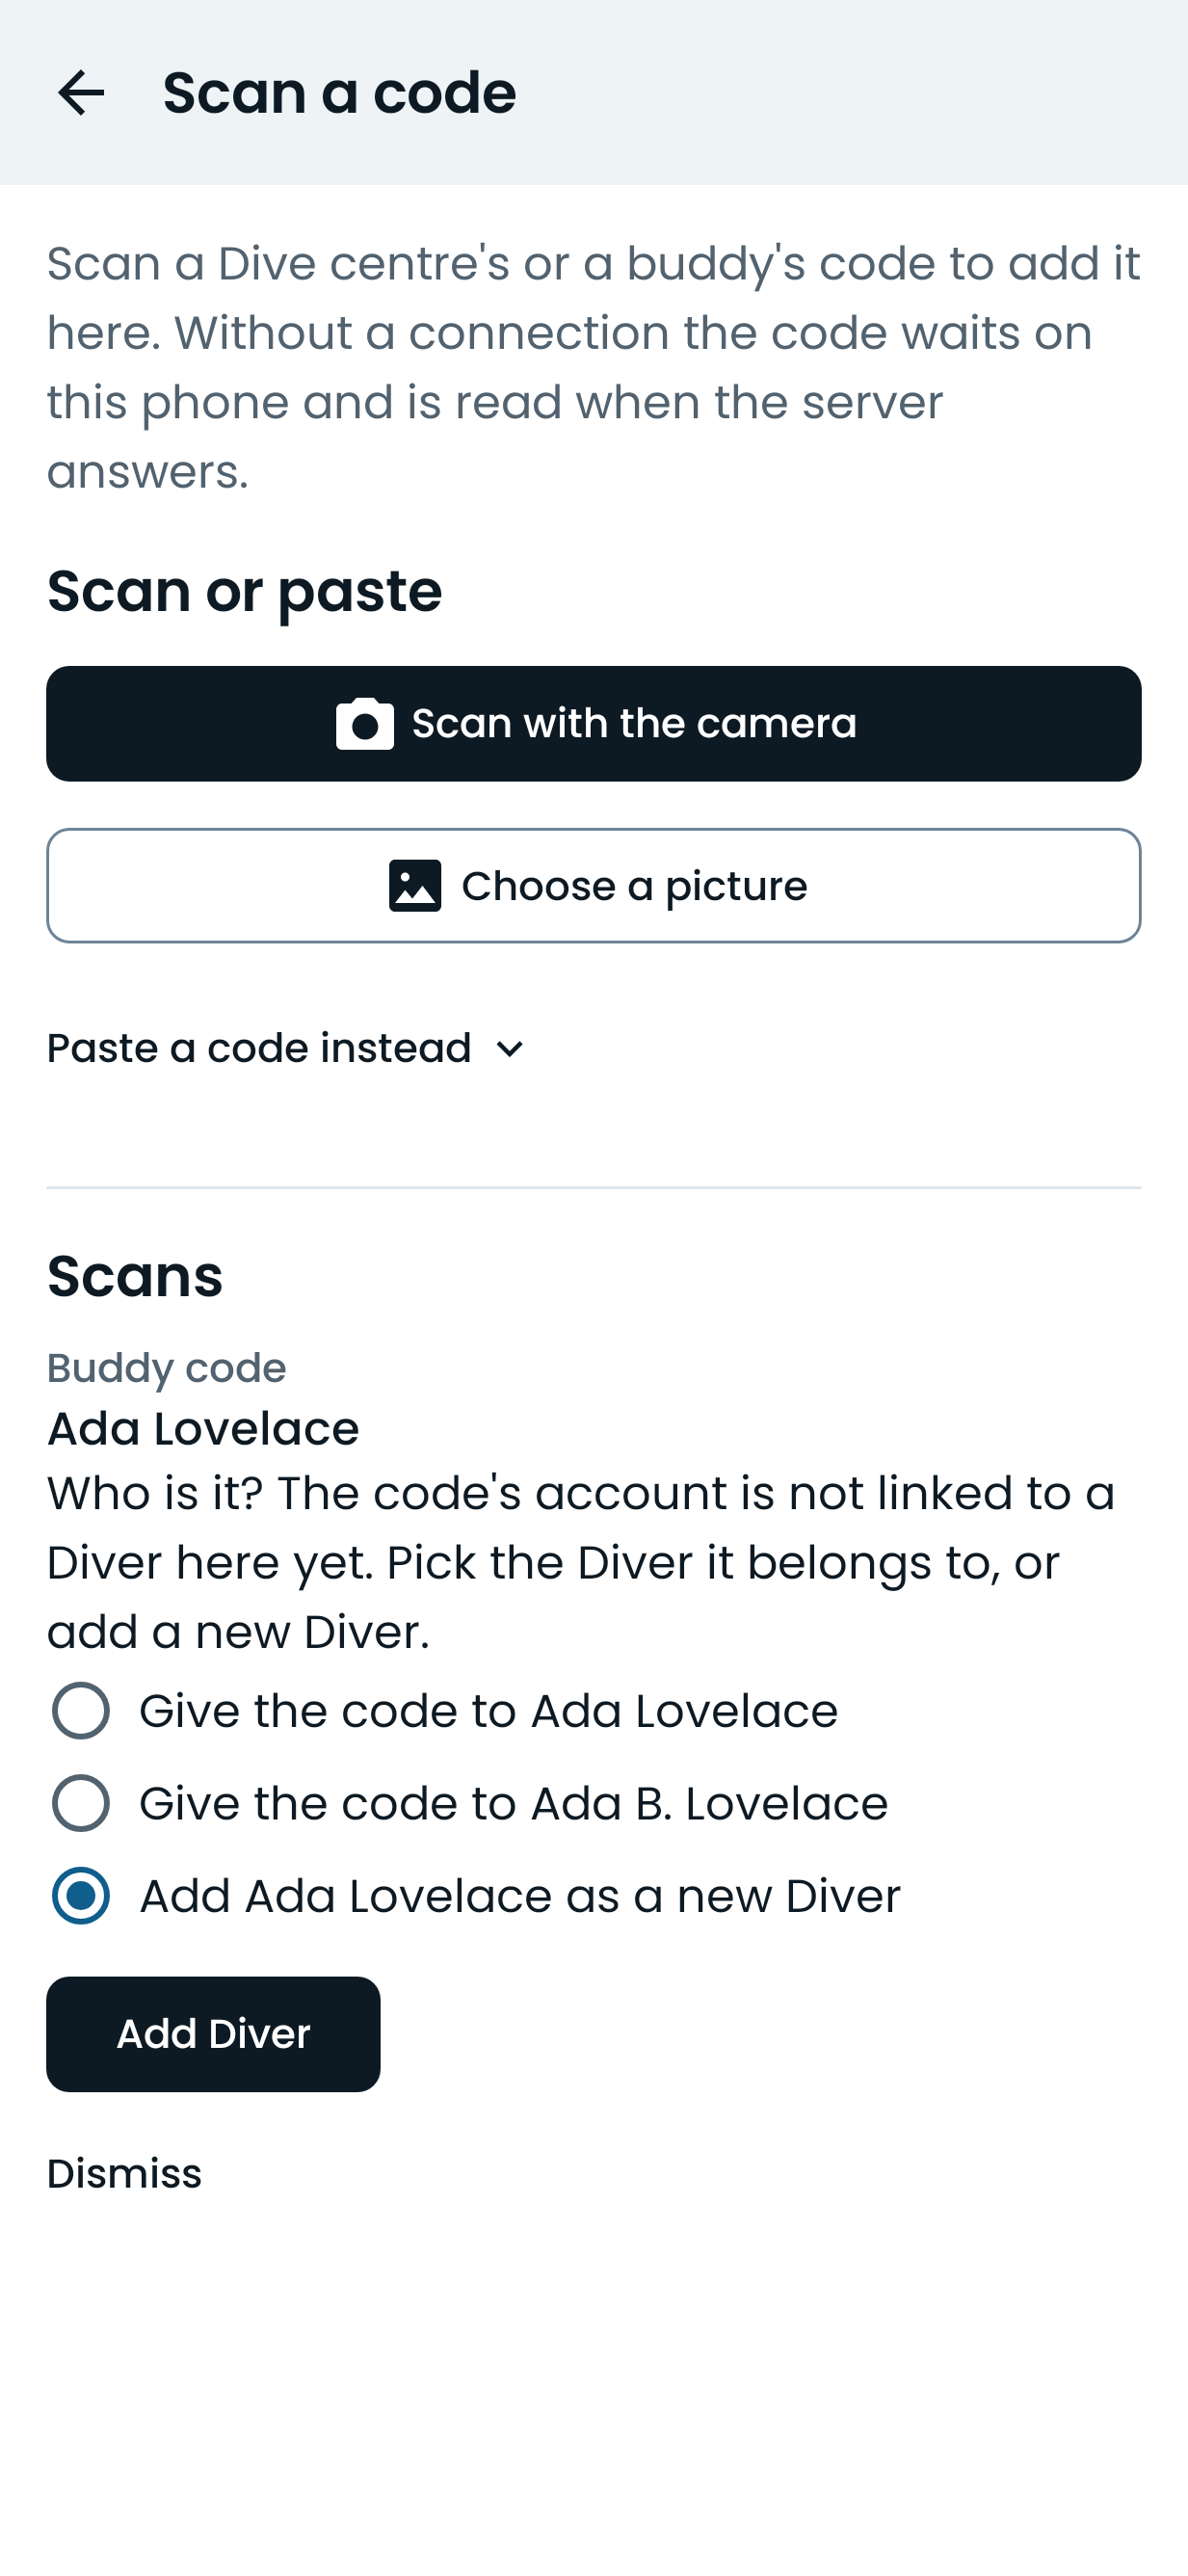 Scan a code
Scan a Dive centre's or a buddy's code to add it
here. Without a connection the code waits on
this phone and is read when the server
answers.
Scan or paste
Scan with the camera
Choose a picture
Paste a code instead
Scans
Buddy code
Ada Lovelace
Who is it? The code's account is not linked to a
Diver here yet. Pick the Diver it belongs to, or
add a new Diver.
Give the code to Ada Lovelace
Give the code to Ada B. Lovelace
Add Ada Lovelace as a new Diver
Add Diver
Dismiss